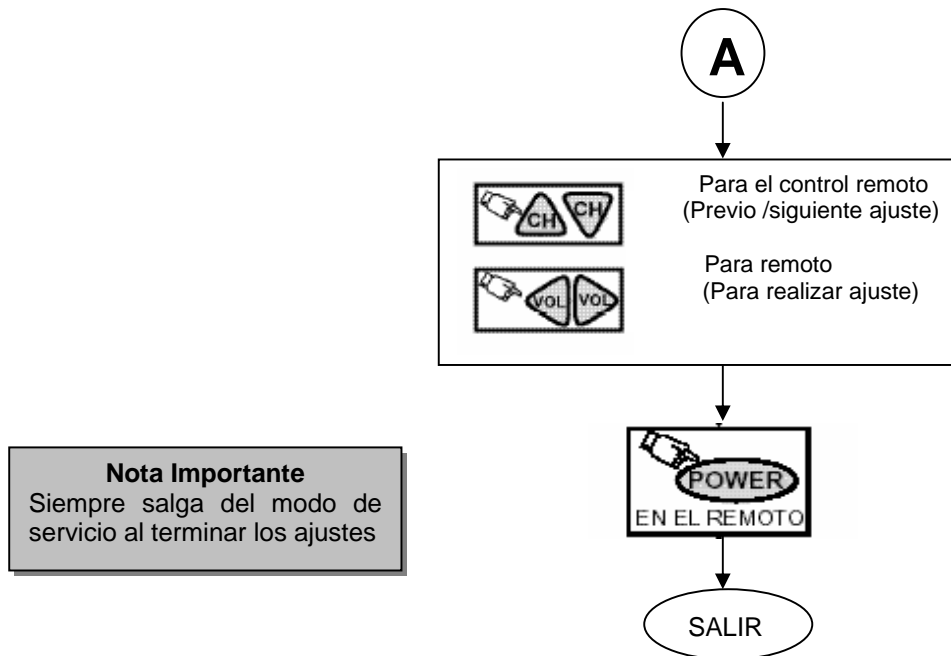 A
CH CH
Para el control remoto
(Previo /siguiente ajuste)
VOL VOL
Para remoto
(Para realizar ajuste)
POWER
EN EL REMOTO
Nota Importante
Siempre salga del modo de
servicio al terminar los ajustes
SALIR